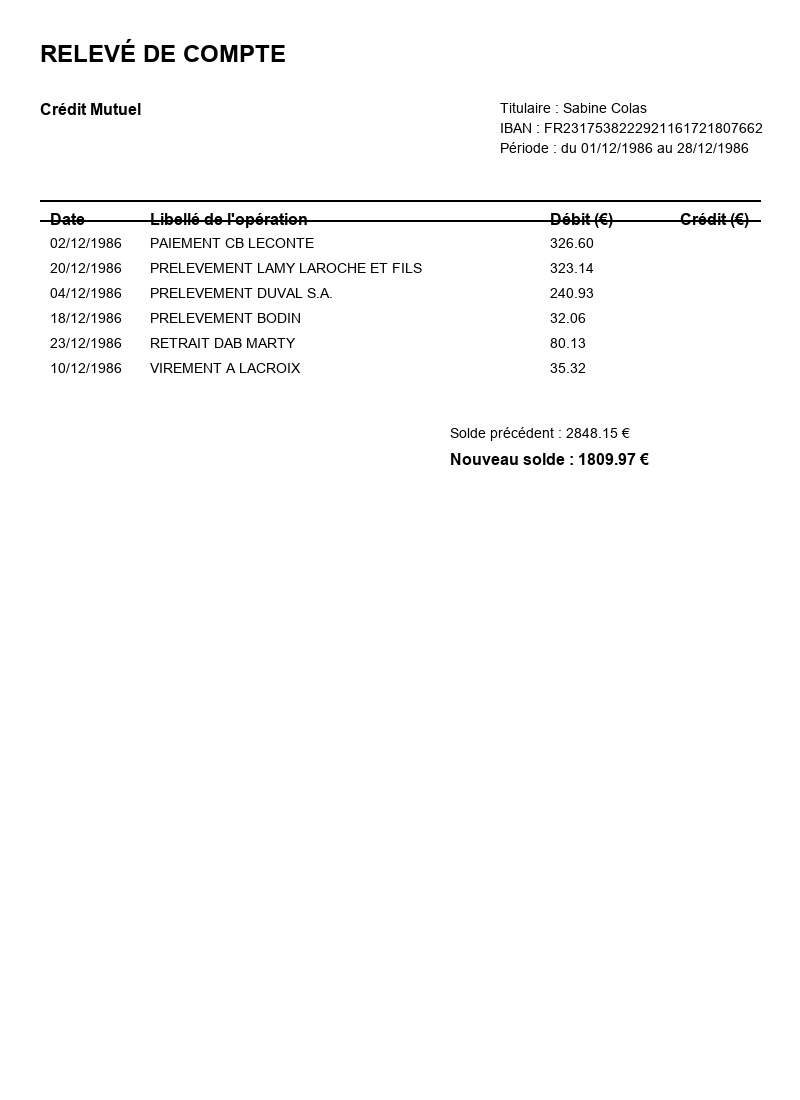 RELEVÉ DE COMPTE
Crédit Mutuel
Titulaire : Sabine Colas
IBAN : FR2317538222921161721807662
Période : du 01/12/1986 au 28/12/1986
Date Libellé de l'opération Débit (€) Crédit (€)
02/12/1986 PAIEMENT CB LECONTE 326.60
20/12/1986 PRELEVEMENT LAMY LAROCHE ET FILS 323.14
04/12/1986 PRELEVEMENT DUVAL S.A. 240.93
18/12/1986 PRELEVEMENT BODIN 32.06
23/12/1986 RETRAIT DAB MARTY 80.13
10/12/1986 VIREMENT A LACROIX 35.32
Solde précédent : 2848.15 €
Nouveau solde : 1809.97 €